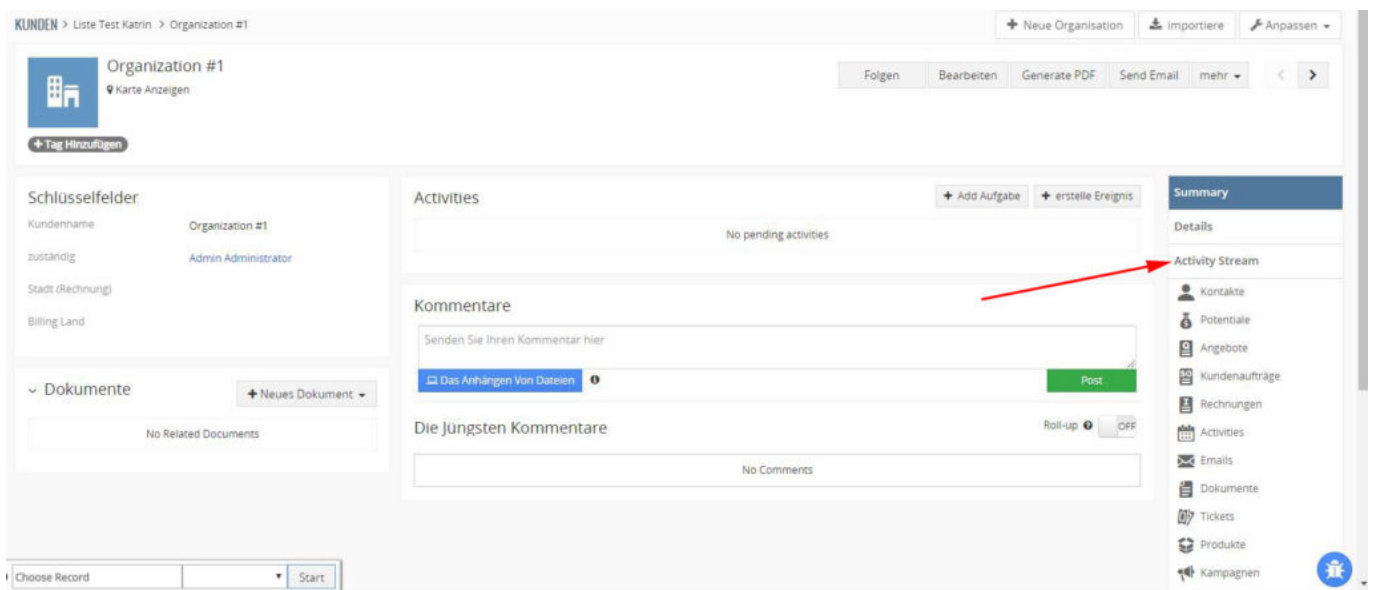 KUNDEN > Liste Test Katrin > Organization #1
+ Neue Organisation
importiere
Anpassen
Organization #1
Karte Anzeigen
Folgen
Bearbeiten
Generate PDF
Send Email
mehr
+ Tag Hinzufügen
Schlüsselfelder
Kundenname
Organization #1
zuständig
Admin Administrator
Stadt (Rechnung)
Billing Land
Dokumente
+ Neues Dokument
No Related Documents
Activities
+ Add Aufgabe
+ erstelle Ereignis
No pending activities
Kommentare
Senden Sie Ihren Kommentar hier
Das Anhängen Von Dateien
Post
Die Jüngsten Kommentare
Roll-up
OFF
No Comments
Summary
Details
Activity Stream
Kontakte
Potentiale
Angebote
Kundenaufträge
Rechnungen
Activities
Emails
Dokumente
Tickets
Produkte
Kampagnen
Choose Record
Start